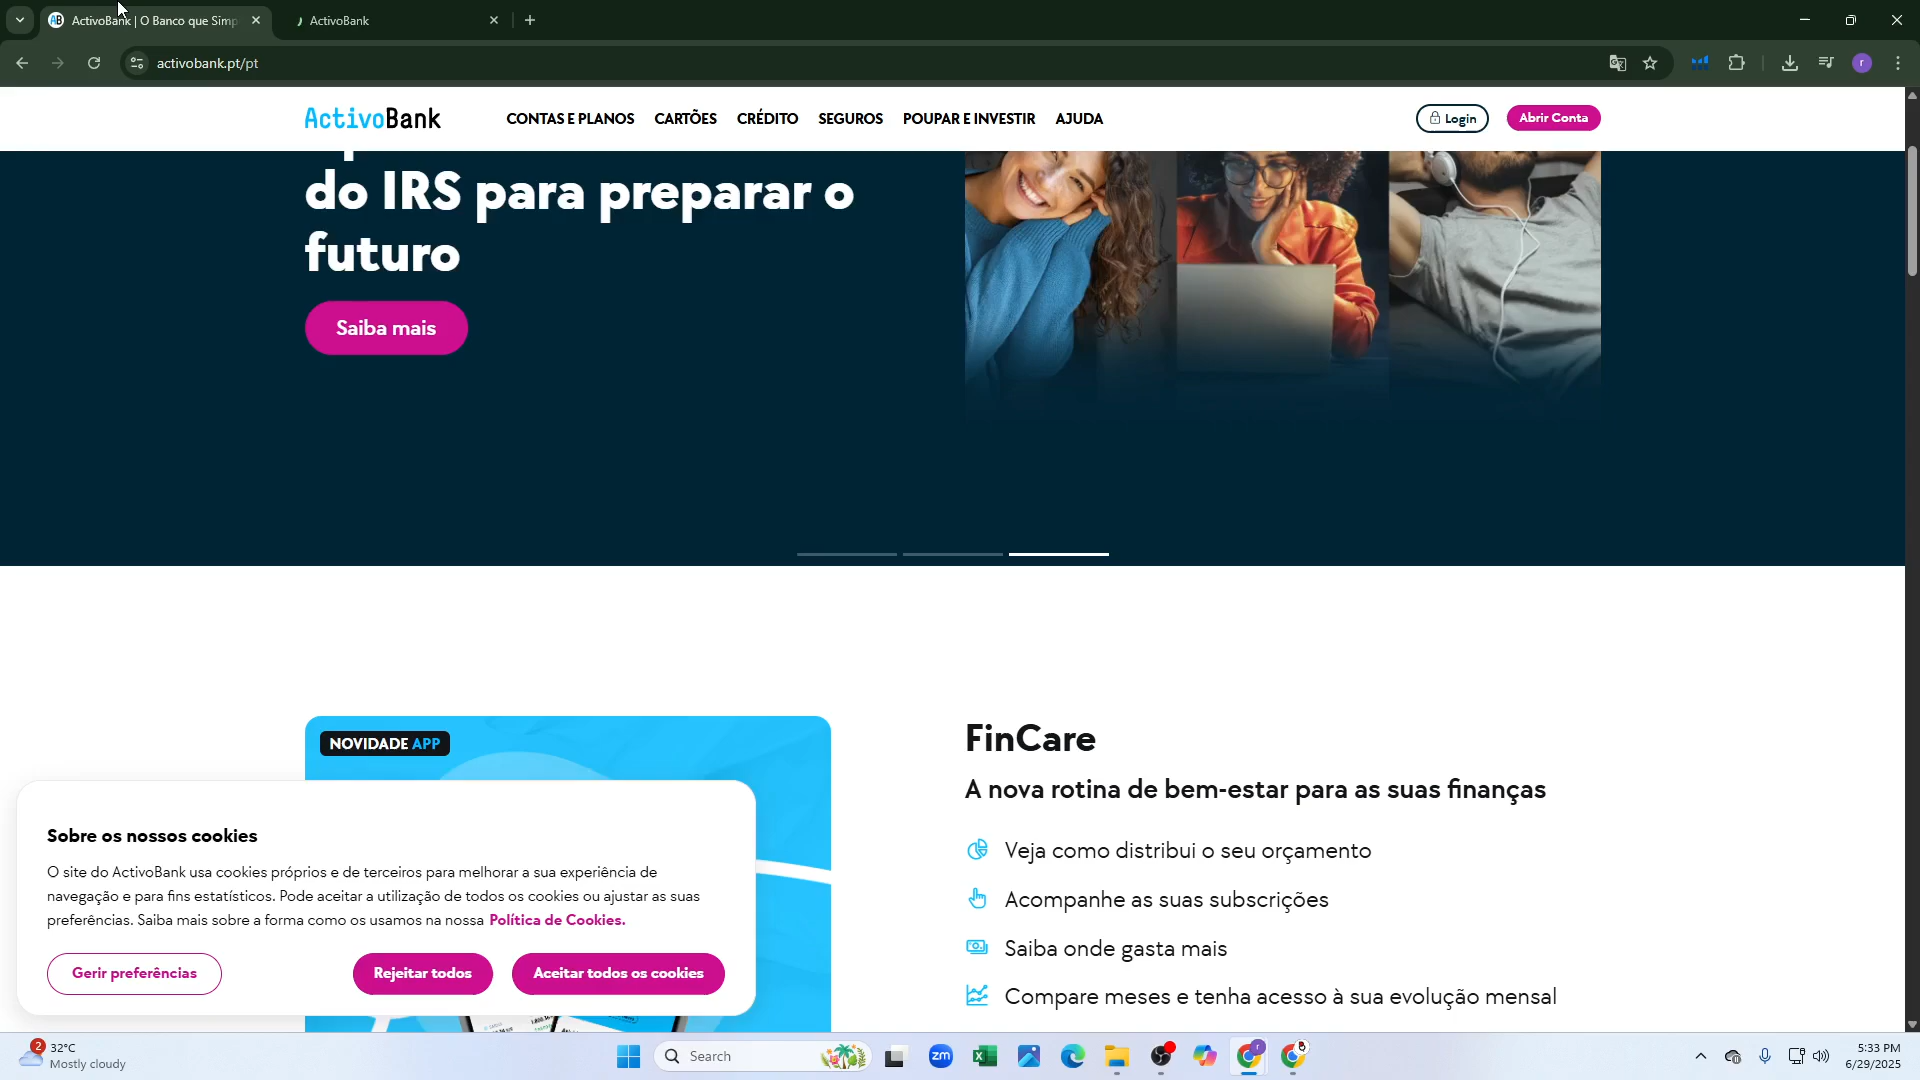 ActivoBank | O Banco que Simp
ActivoBank
activobank.pt/pt
r
ActivoBank
CONTAS E PLANOS
CARTÕES
CRÉDITO
SEGUROS
POUPAR E INVESTIR
AJUDA
Login
Abrir Conta
do IRS para preparar o
futuro
Saiba mais
NOVIDADE APP
FinCare
A nova rotina de bem-estar para as suas finanças
Veja como distribui o seu orçamento
Acompanhe as suas subscrições
Saiba onde gasta mais
Compare meses e tenha acesso à sua evolução mensal
Sobre os nossos cookies
O site do ActivoBank usa cookies próprios e de terceiros para melhorar a sua experiência de
navegação e para fins estatísticos. Pode aceitar a utilização de todos os cookies ou ajustar as suas
preferências. Saiba mais sobre a forma como os usamos na nossa Política de Cookies.
Gerir preferências
Rejeitar todos
Aceitar todos os cookies
2
32°C
Mostly cloudy
Search
zm
5:33 PM
6/29/2025